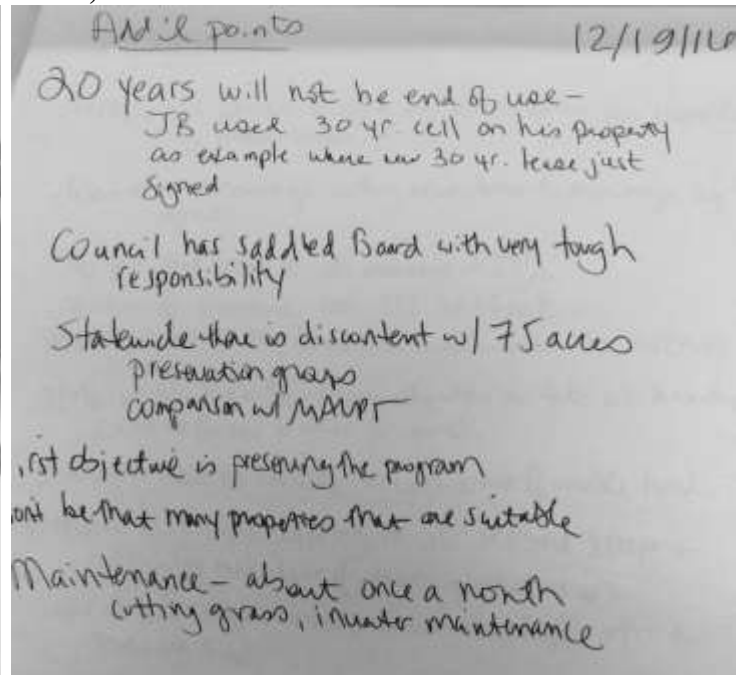 Add'l points
12/19/16
20 years will not be end of use -
JB used 30 yr. cell on his property
as example where new 30 yr. lease just
signed
Council has saddled Board with very tough
responsibility
Statewide there is discontent w/ 75 acres
preservation groups
comparison w/ MALPF
irst objective is preserving the program
ont be that many properties that are suitable
Maintenance - about once a month
cutting grass, inverter maintenance